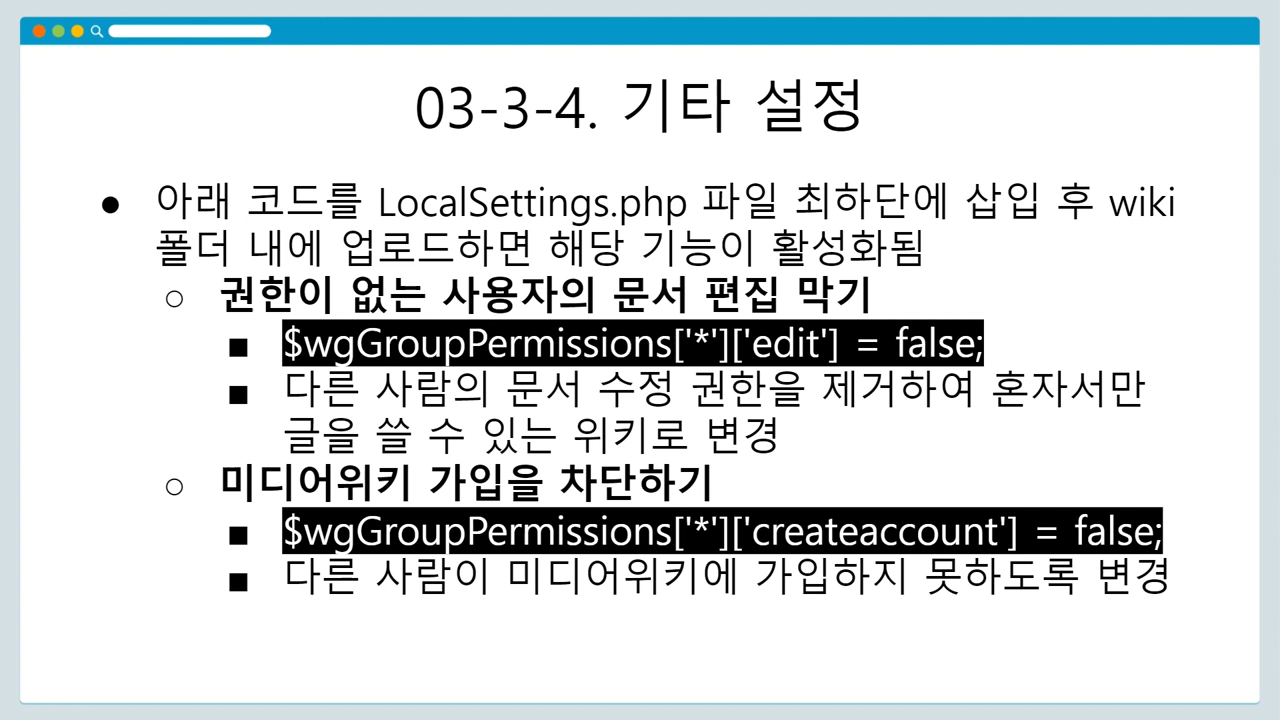 03-3-4. 기타 설정
● 아래 코드를 LocalSettings.php 파일 최하단에 삽입 후 wiki
폴더 내에 업로드하면 해당 기능이 활성화됨
○ 권한이 없는 사용자의 문서 편집 막기
■ $wgGroupPermissions['*']['edit'] = false;
■ 다른 사람의 문서 수정 권한을 제거하여 혼자서만
글을 쓸 수 있는 위키로 변경
○ 미디어위키 가입을 차단하기
■ $wgGroupPermissions['*']['createaccount'] = false;
■ 다른 사람이 미디어위키에 가입하지 못하도록 변경